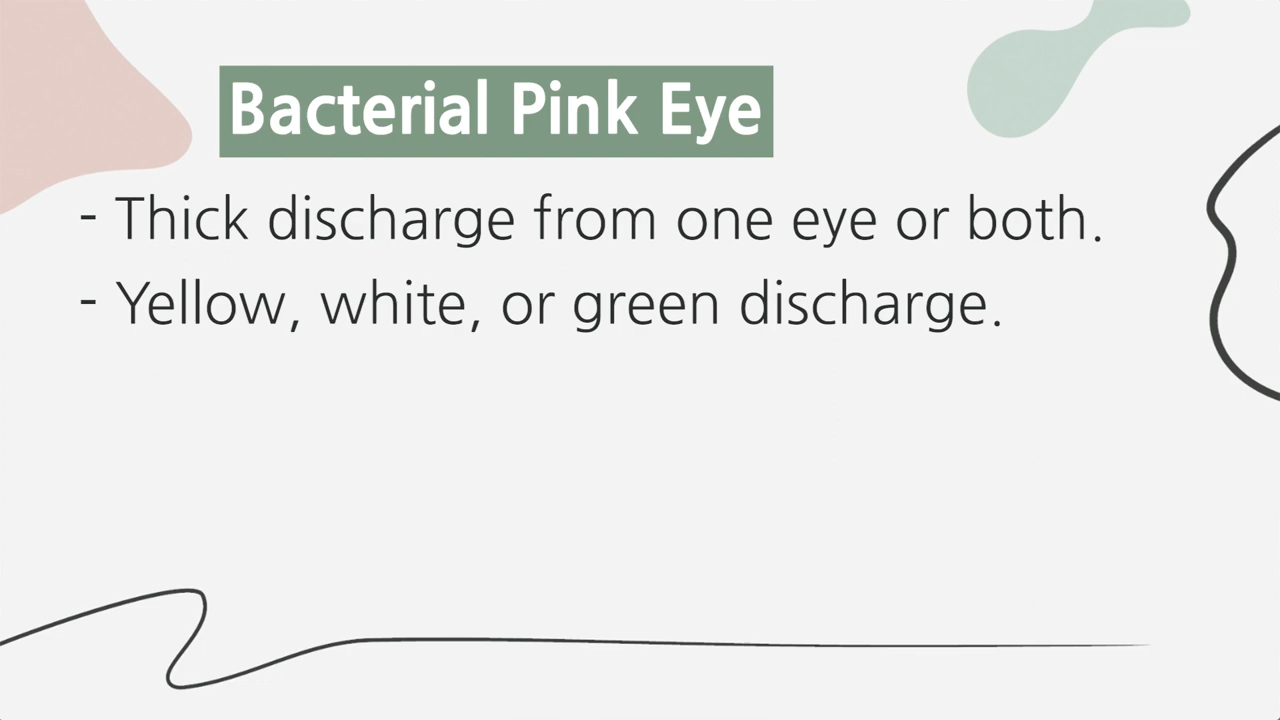 Bacterial Pink Eye
- Thick discharge from one eye or both.
- Yellow, white, or green discharge.